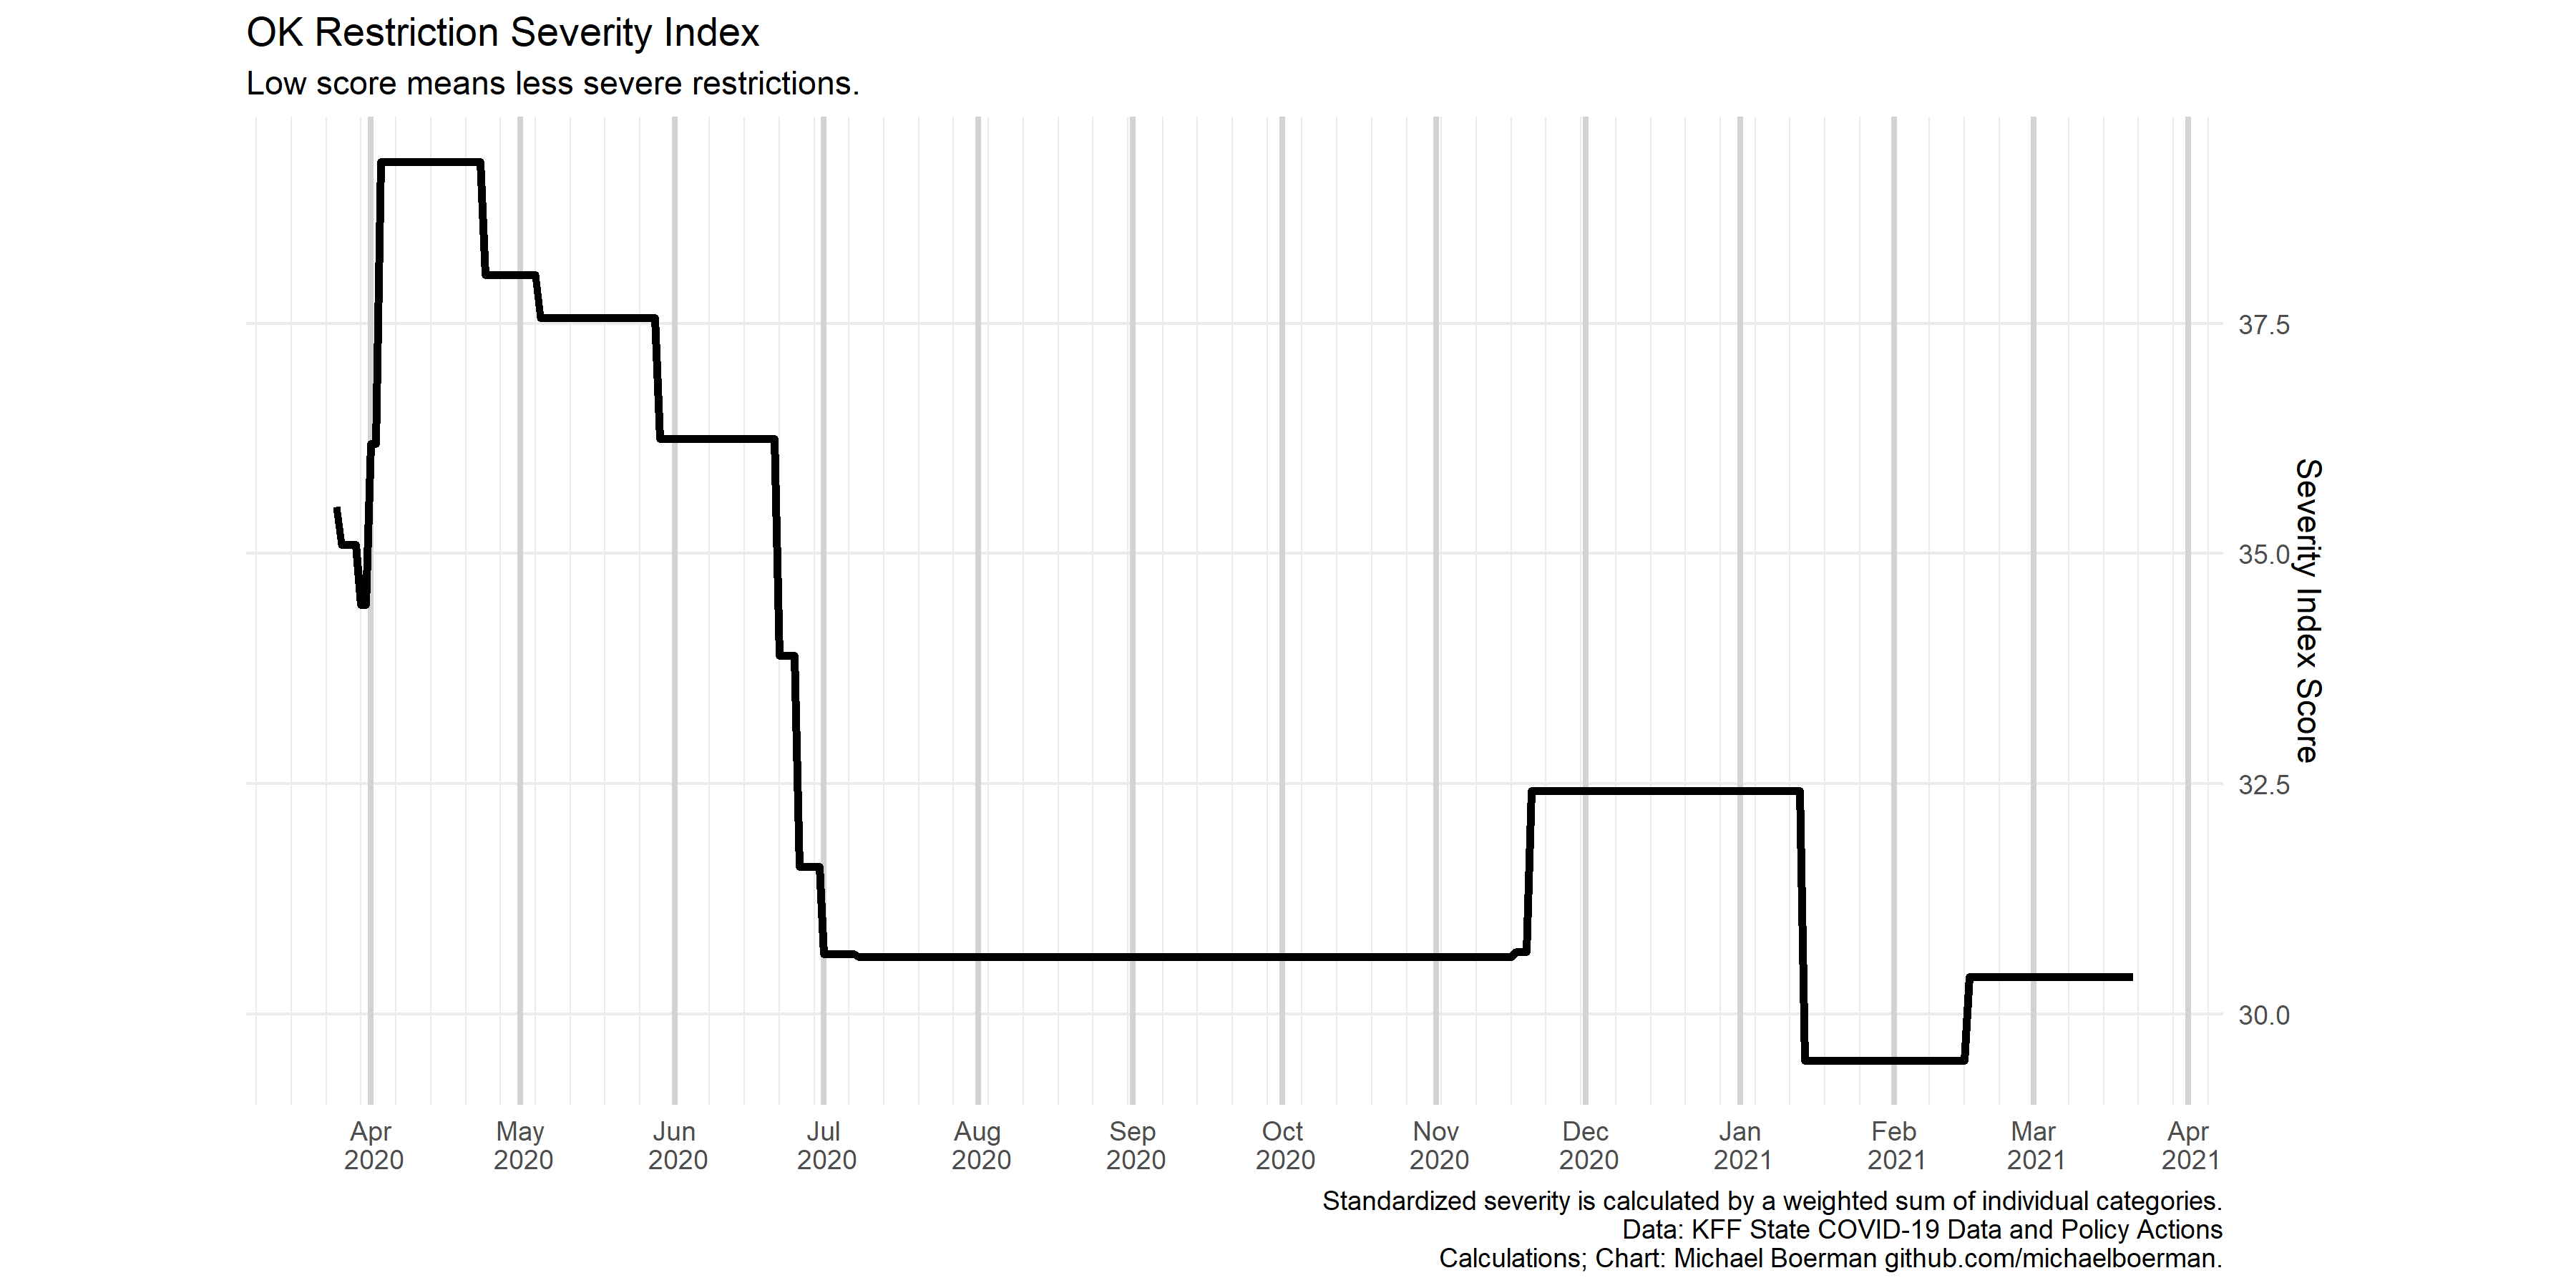 OK Restriction Severity Index
Low score means less severe restrictions.
37.5
35.0
32.5
30.0
Severity Index Score
Apr 2020
May 2020
Jun 2020
Jul 2020
Aug 2020
Sep 2020
Oct 2020
Nov 2020
Dec 2020
Jan 2021
Feb 2021
Mar 2021
Apr 2021
Standardized severity is calculated by a weighted sum of individual categories.
Data: KFF State COVID-19 Data and Policy Actions
Calculations; Chart: Michael Boerman github.com/michaelboerman.